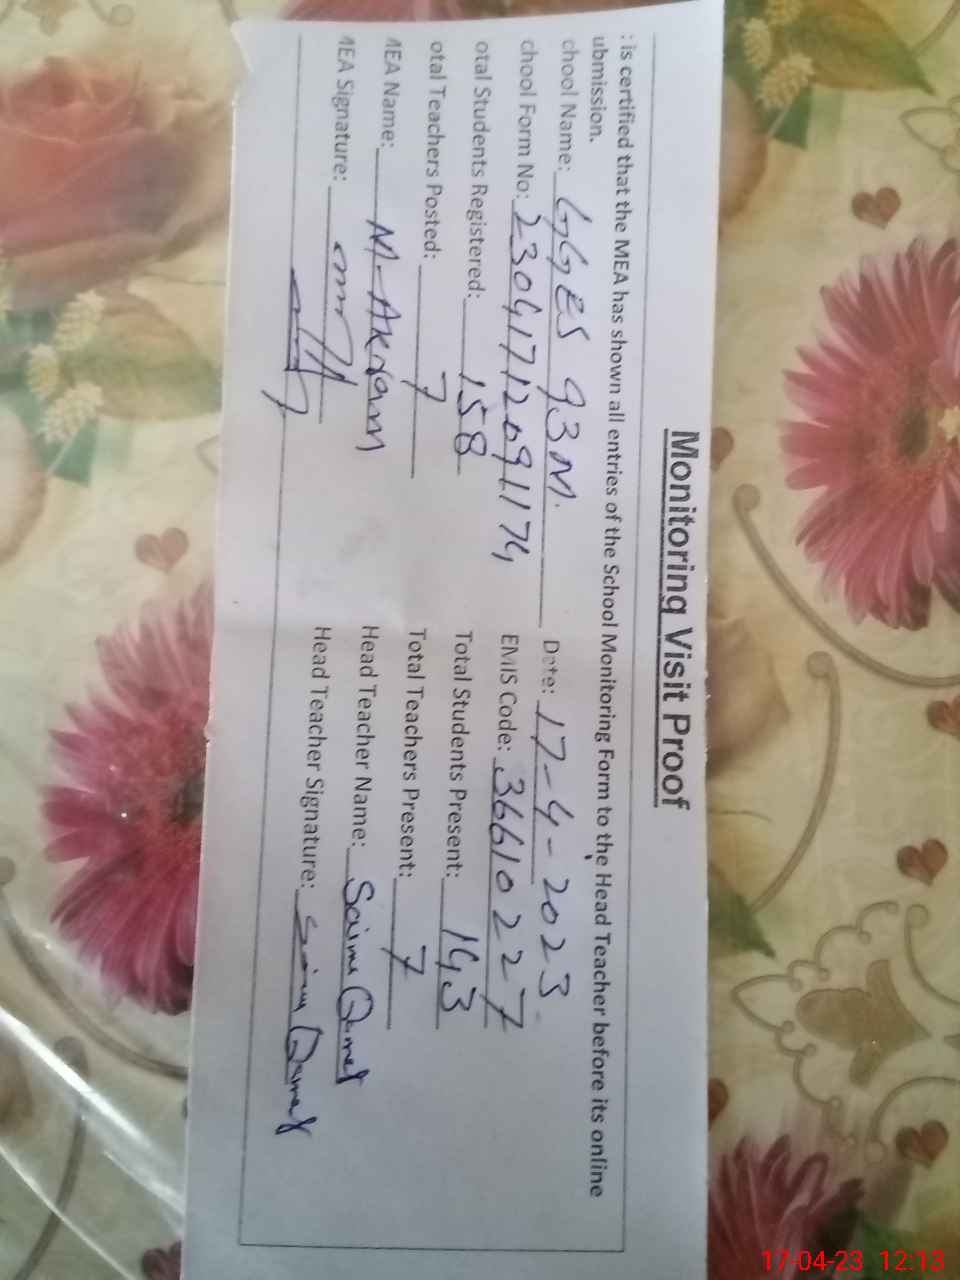 Monitoring Visit Proof
: is certified that the MEA has shown all entries of the School Monitoring Form to the Head Teacher before its online
ubmission.
chool Name: GGES 93M. Date: 17-4-2023
chool Form No: 230417120911174 EMIS Code: 36610227
otal Students Registered: 158 Total Students Present: 143
otal Teachers Posted: 7 Total Teachers Present: 7
MEA Name: M-Akram Head Teacher Name: Saima
MEA Signature: Head Teacher Signature:
17-04-23 12:13